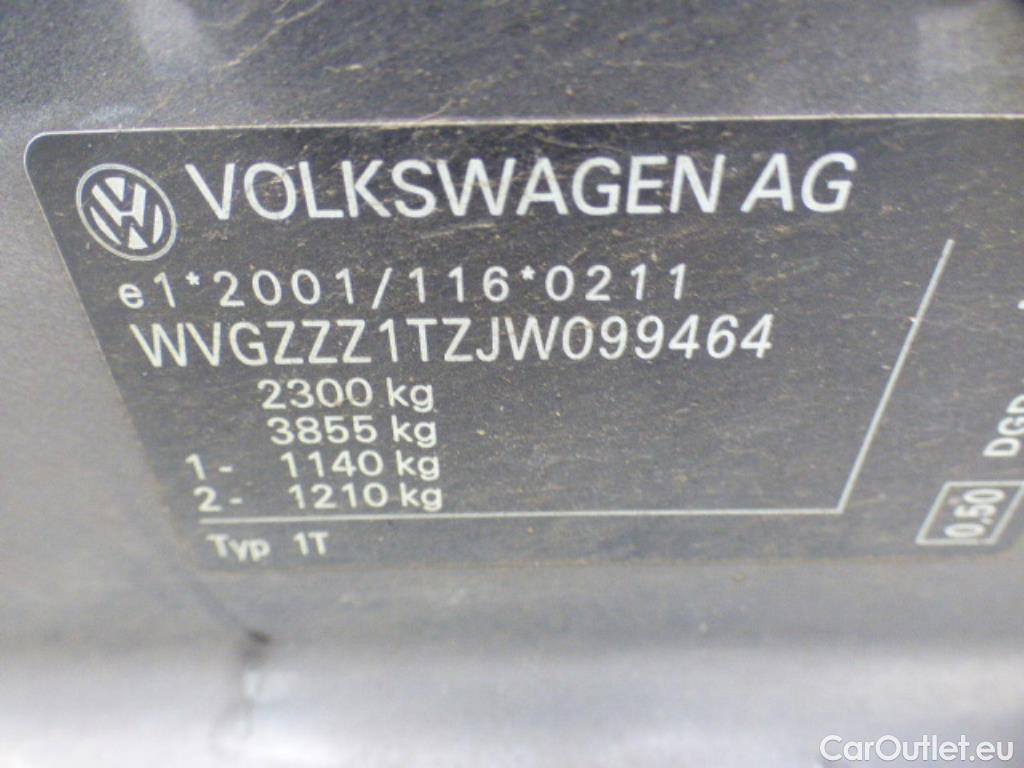 VOLKSWAGEN AG
e1*2001/116*0211
WVGZZZ1TZJW099464
2300 kg
3855 kg
1- 1140 kg
2- 1210 kg
Typ 1T
0,50
CarOutlet.eu